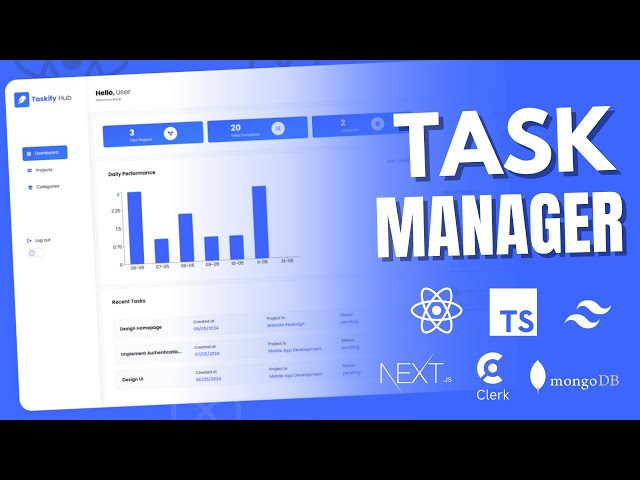 Taskify Hub
Hello, User
Welcome Back!
3
Total Projects
20
Tasks Completed
2
Categories
Dashboard
Projects
Categories
Log out
Daily Performance
3
2.25
1.5
0.75
0
06-05
07-05
08-05
09-05
10-05
11-05
13-05
Recent Tasks
Design Homepage
Created at
05/05/2024
Project in
Website Redesign
Status
pending
Implement Authenticatio...
Created at
07/05/2024
Project in
Mobile App Development
Status
pending
Design UI
Created at
08/05/2024
Project in
Mobile App Development
Status
pending
TASK
MANAGER
TS
NEXT.JS
Clerk
mongoDB